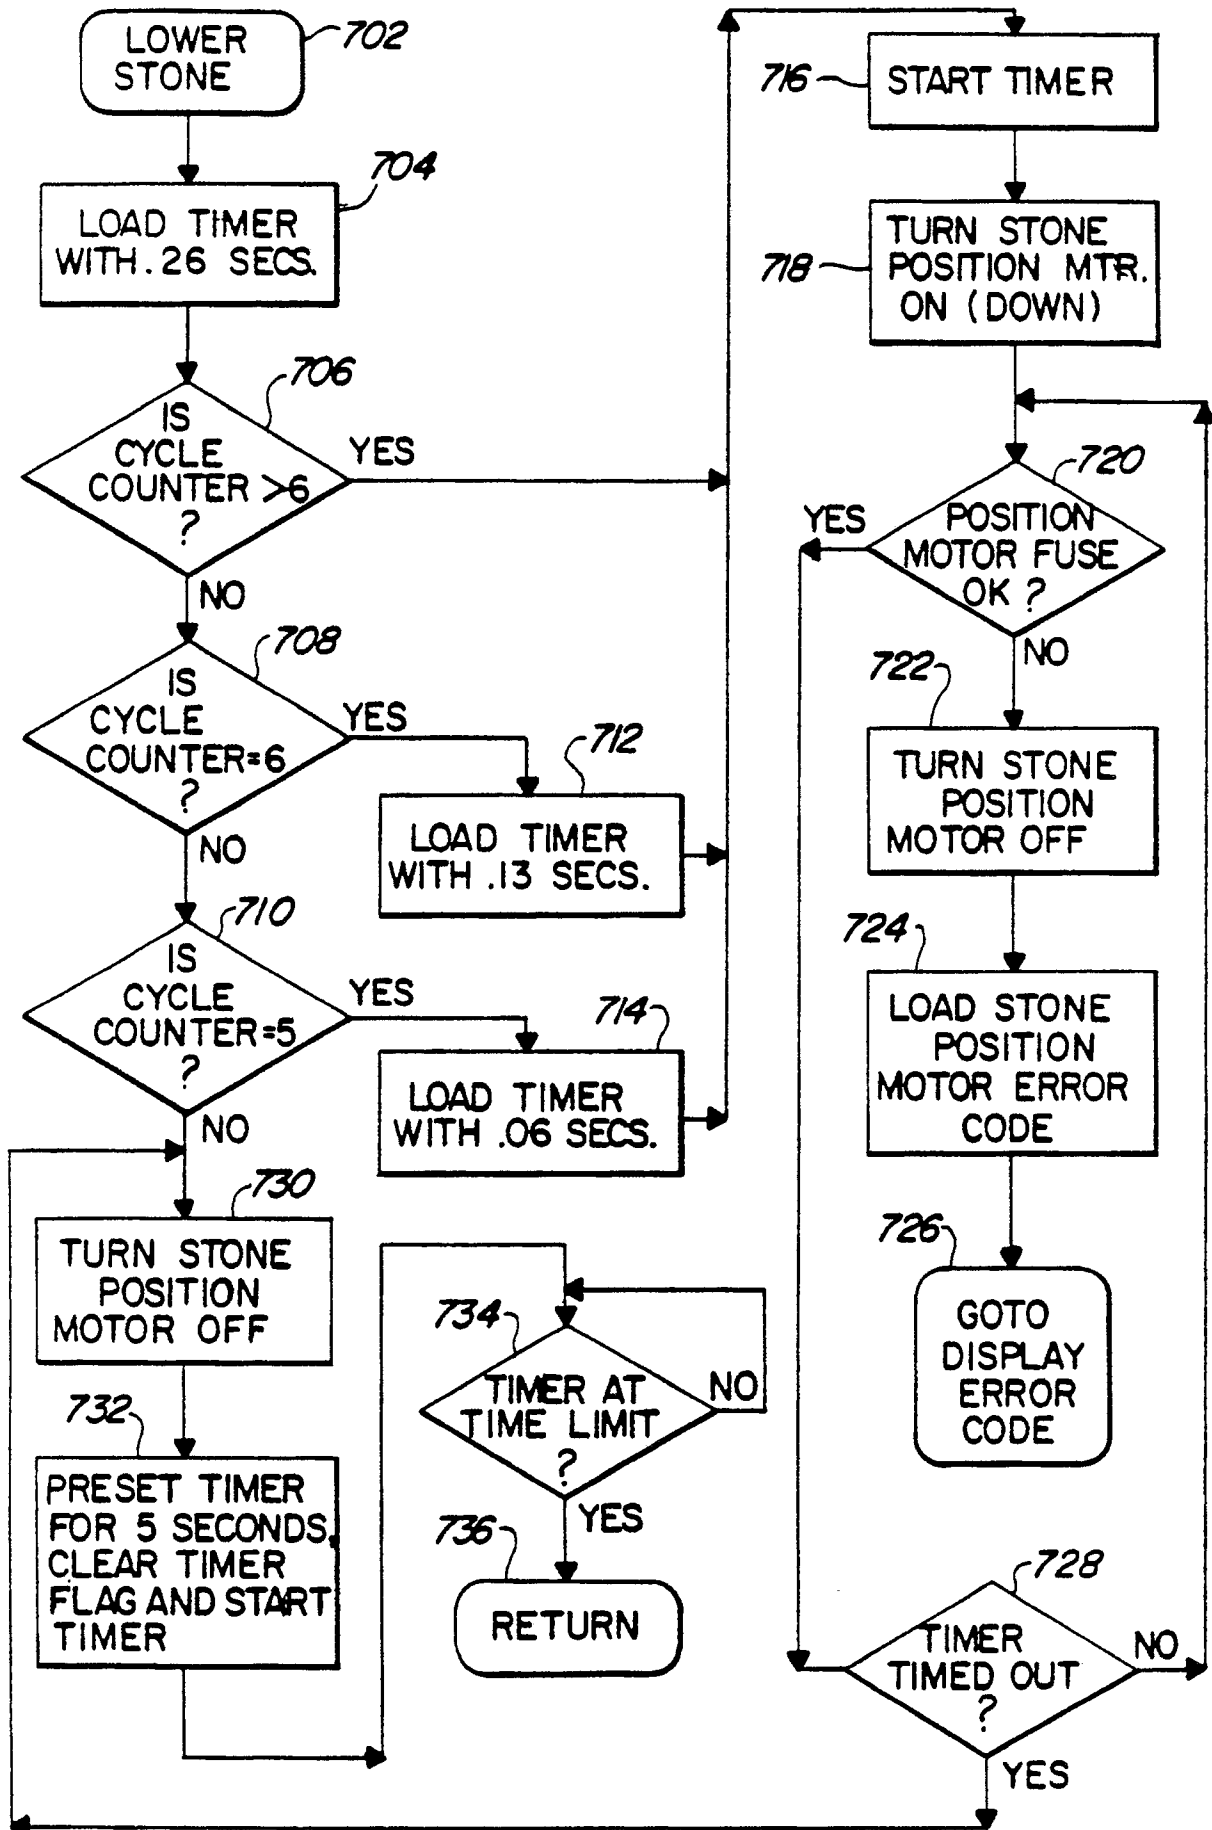 LOWER
STONE
702
704
LOAD TIMER
WITH .26 SECS.
706
IS
CYCLE
COUNTER >6
?
YES
NO
708
IS
CYCLE
COUNTER=6
?
YES
NO
712
LOAD TIMER
WITH .13 SECS.
710
IS
CYCLE
COUNTER=5
?
YES
NO
714
LOAD TIMER
WITH .06 SECS.
730
TURN STONE
POSITION
MOTOR OFF
732
PRESET TIMER
FOR 5 SECONDS,
CLEAR TIMER
FLAG AND START
TIMER
734
TIMER AT
TIME LIMIT
?
NO
YES
736
RETURN
716
START TIMER
718
TURN STONE
POSITION MTR.
ON (DOWN)
720
POSITION
MOTOR FUSE
OK ?
YES
NO
722
TURN STONE
POSITION
MOTOR OFF
724
LOAD STONE
POSITION
MOTOR ERROR
CODE
726
GOTO
DISPLAY
ERROR
CODE
728
TIMER
TIMED OUT
?
NO
YES